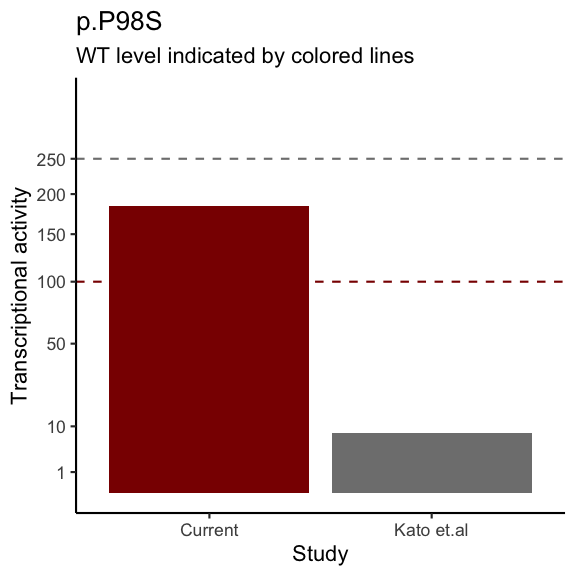 p.P98S
WT level indicated by colored lines
Transcriptional activity
250
200
150
100
50
10
1
Current
Kato et.al
Study